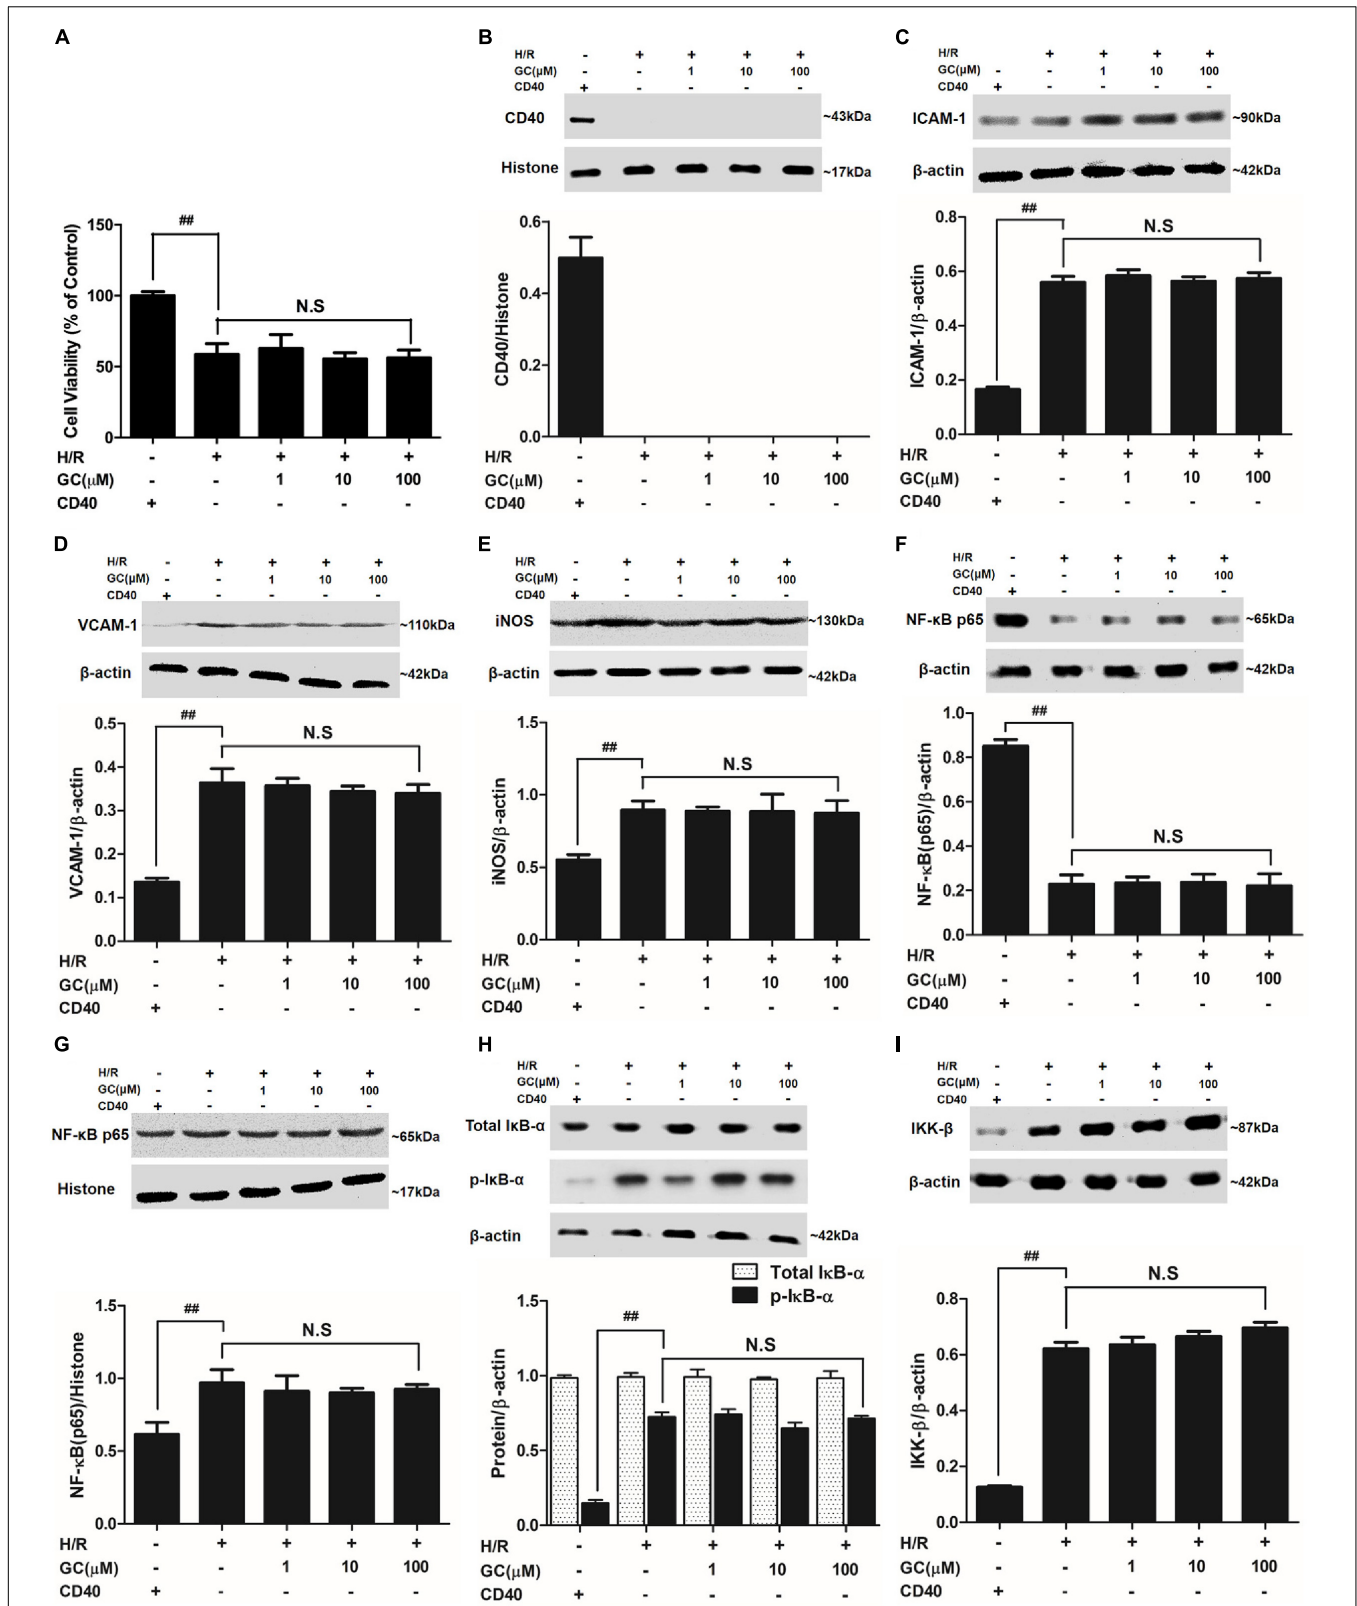 A
Cell Viability (% of Control)
150
100
50
0
##
N.S
H/R - + + + +
GC(μM) - - 1 10 100
CD40 + - - - -
B
H/R - + + + +
GC(μM) - - 1 10 100
CD40 + - - - -
CD40 ~43kDa
Histone ~17kDa
CD40/Histone
0.6
0.4
0.2
0.0
H/R - + + + +
GC(μM) - - 1 10 100
CD40 + - - - -
C
H/R - + + + +
GC(μM) - - 1 10 100
CD40 + - - - -
ICAM-1 ~90kDa
β-actin ~42kDa
ICAM-1/β-actin
0.8
0.6
0.4
0.2
0.0
##
N.S
H/R - + + + +
GC(μM) - - 1 10 100
CD40 + - - - -
D
H/R - + + + +
GC(μM) - - 1 10 100
CD40 + - - - -
VCAM-1 ~110kDa
β-actin ~42kDa
VCAM-1/β-actin
0.5
0.4
0.3
0.2
0.1
0.0
##
N.S
H/R - + + + +
GC(μM) - - 1 10 100
CD40 + - - - -
E
H/R - + + + +
GC(μM) - - 1 10 100
CD40 + - - - -
iNOS ~130kDa
β-actin ~42kDa
iNOS/β-actin
1.5
1.0
0.5
0.0
##
N.S
H/R - + + + +
GC(μM) - - 1 10 100
CD40 + - - - -
F
H/R - + + + +
GC(μM) - - 1 10 100
CD40 + - - - -
NF-κB p65 ~65kDa
β-actin ~42kDa
NF-κB(p65)/β-actin
1.0
0.8
0.6
0.4
0.2
0.0
##
N.S
H/R - + + + +
GC(μM) - - 1 10 100
CD40 + - - - -
G
H/R - + + + +
GC(μM) - - 1 10 100
CD40 + - - - -
NF-κB p65 ~65kDa
Histone ~17kDa
NF-κB(p65)/Histone
1.5
1.0
0.5
0.0
##
N.S
H/R - + + + +
GC(μM) - - 1 10 100
CD40 + - - - -
H
H/R - + + + +
GC(μM) - - 1 10 100
CD40 + - - - -
Total IκB-α
p-IκB-α
β-actin ~42kDa
Total IκB-α
p-IκB-α
Protein/β-actin
1.5
1.0
0.5
0.0
##
N.S
H/R - + + + +
GC(μM) - - 1 10 100
CD40 + - - - -
I
H/R - + + + +
GC(μM) - - 1 10 100
CD40 + - - - -
IKK-β ~87kDa
β-actin ~42kDa
IKK-β/β-actin
0.8
0.6
0.4
0.2
0.0
##
N.S
H/R - + + + +
GC(μM) - - 1 10 100
CD40 + - - - -